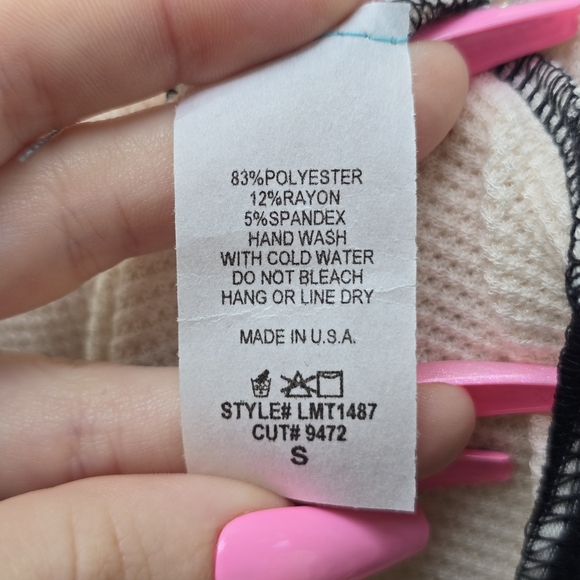 83%POLYESTER
12%RAYON
5%SPANDEX
HAND WASH
WITH COLD WATER
DO NOT BLEACH
HANG OR LINE DRY
MADE IN U.S.A.
STYLE# LMT1487
CUT# 9472
S